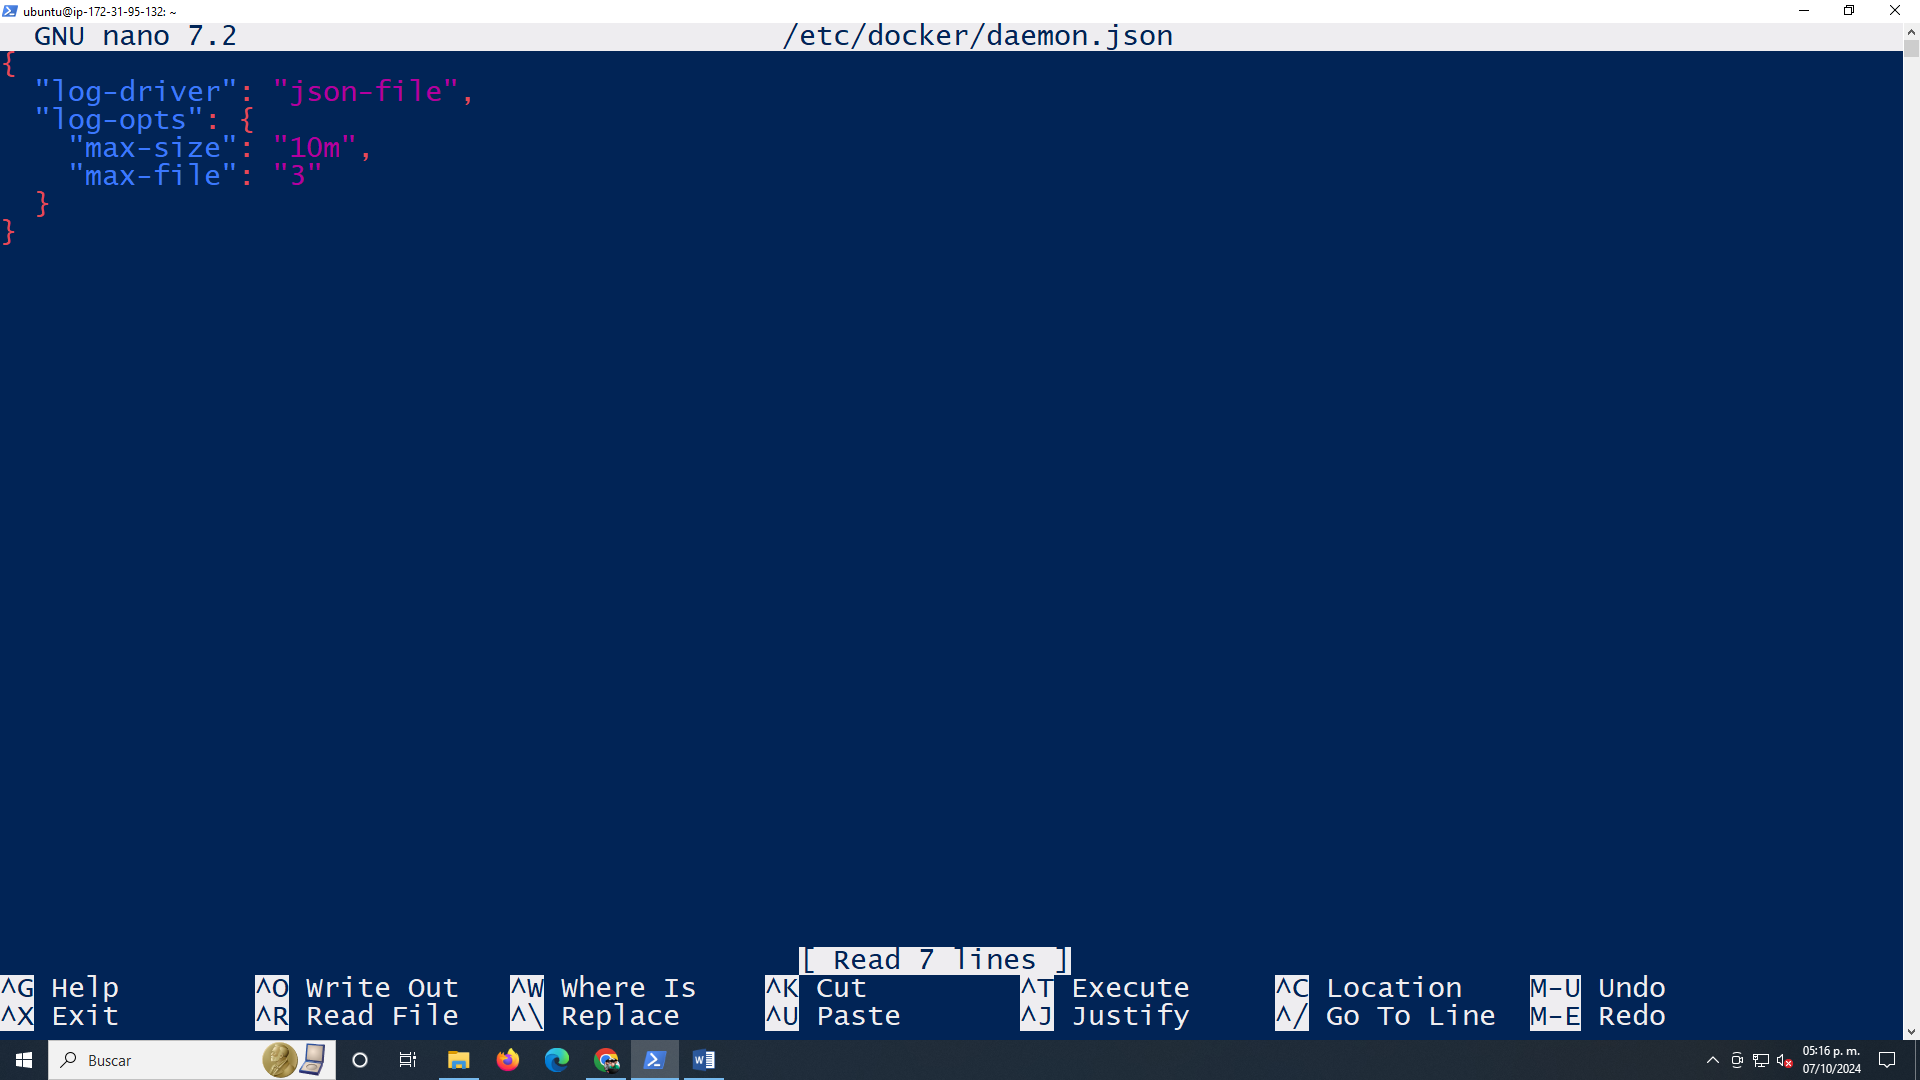 ubuntu@ip-172-31-95-132: ~
GNU nano 7.2 /etc/docker/daemon.json
{
  "log-driver": "json-file",
  "log-opts": {
    "max-size": "10m",
    "max-file": "3"
  }
}
[ Read 7 lines ]
^G Help ^O Write Out ^W Where Is ^K Cut ^T Execute ^C Location M-U Undo
^X Exit ^R Read File ^\ Replace ^U Paste ^J Justify ^/ Go To Line M-E Redo
Buscar
05:16 p. m.
07/10/2024